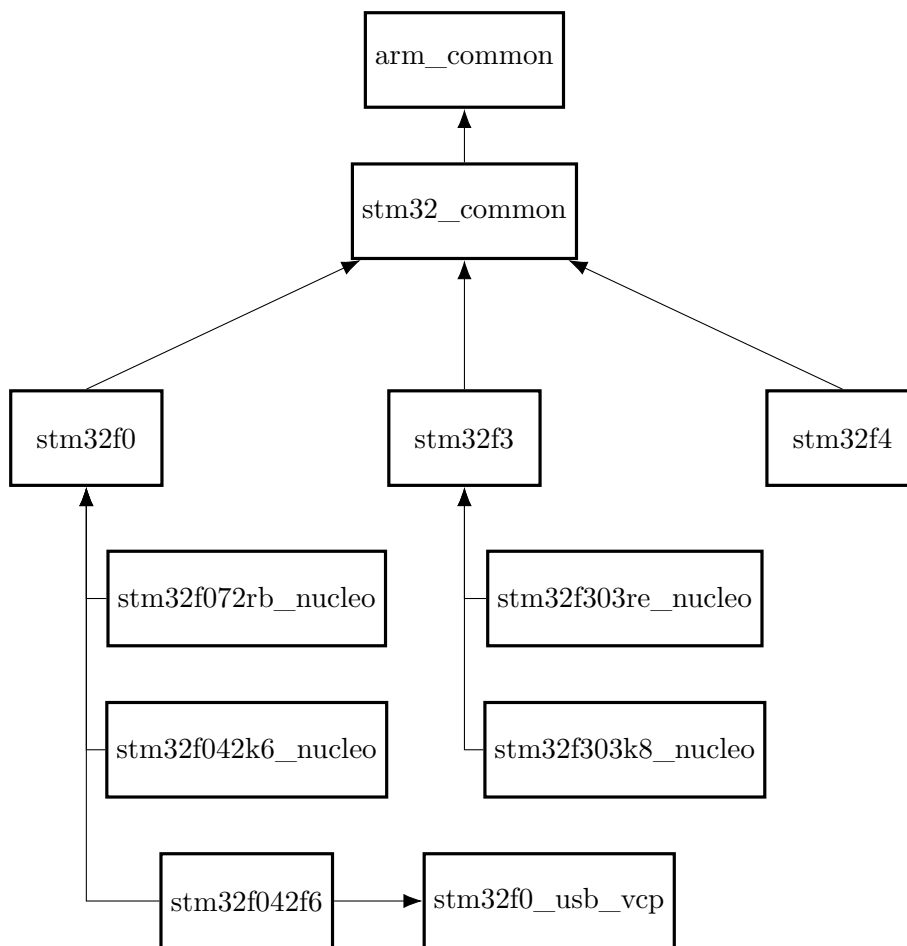 arm_common
stm32_common
stm32f0
stm32f3
stm32f4
stm32f072rb_nucleo
stm32f303re_nucleo
stm32f042k6_nucleo
stm32f303k8_nucleo
stm32f042f6
stm32f0_usb_vcp